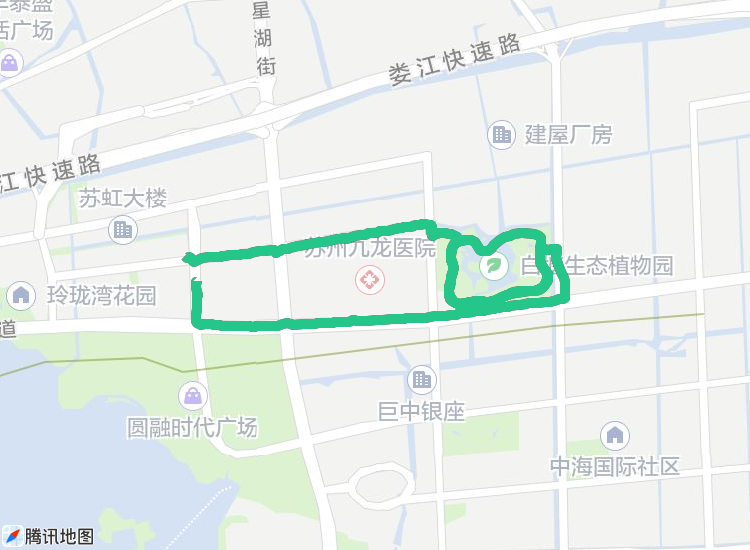 星湖街
活广场
娄江快速路
建屋厂房
江快速路
苏虹大楼
苏州九龙医院
生态植物园
玲珑湾花园
道
巨中银座
圆融时代广场
中海国际社区
腾讯地图